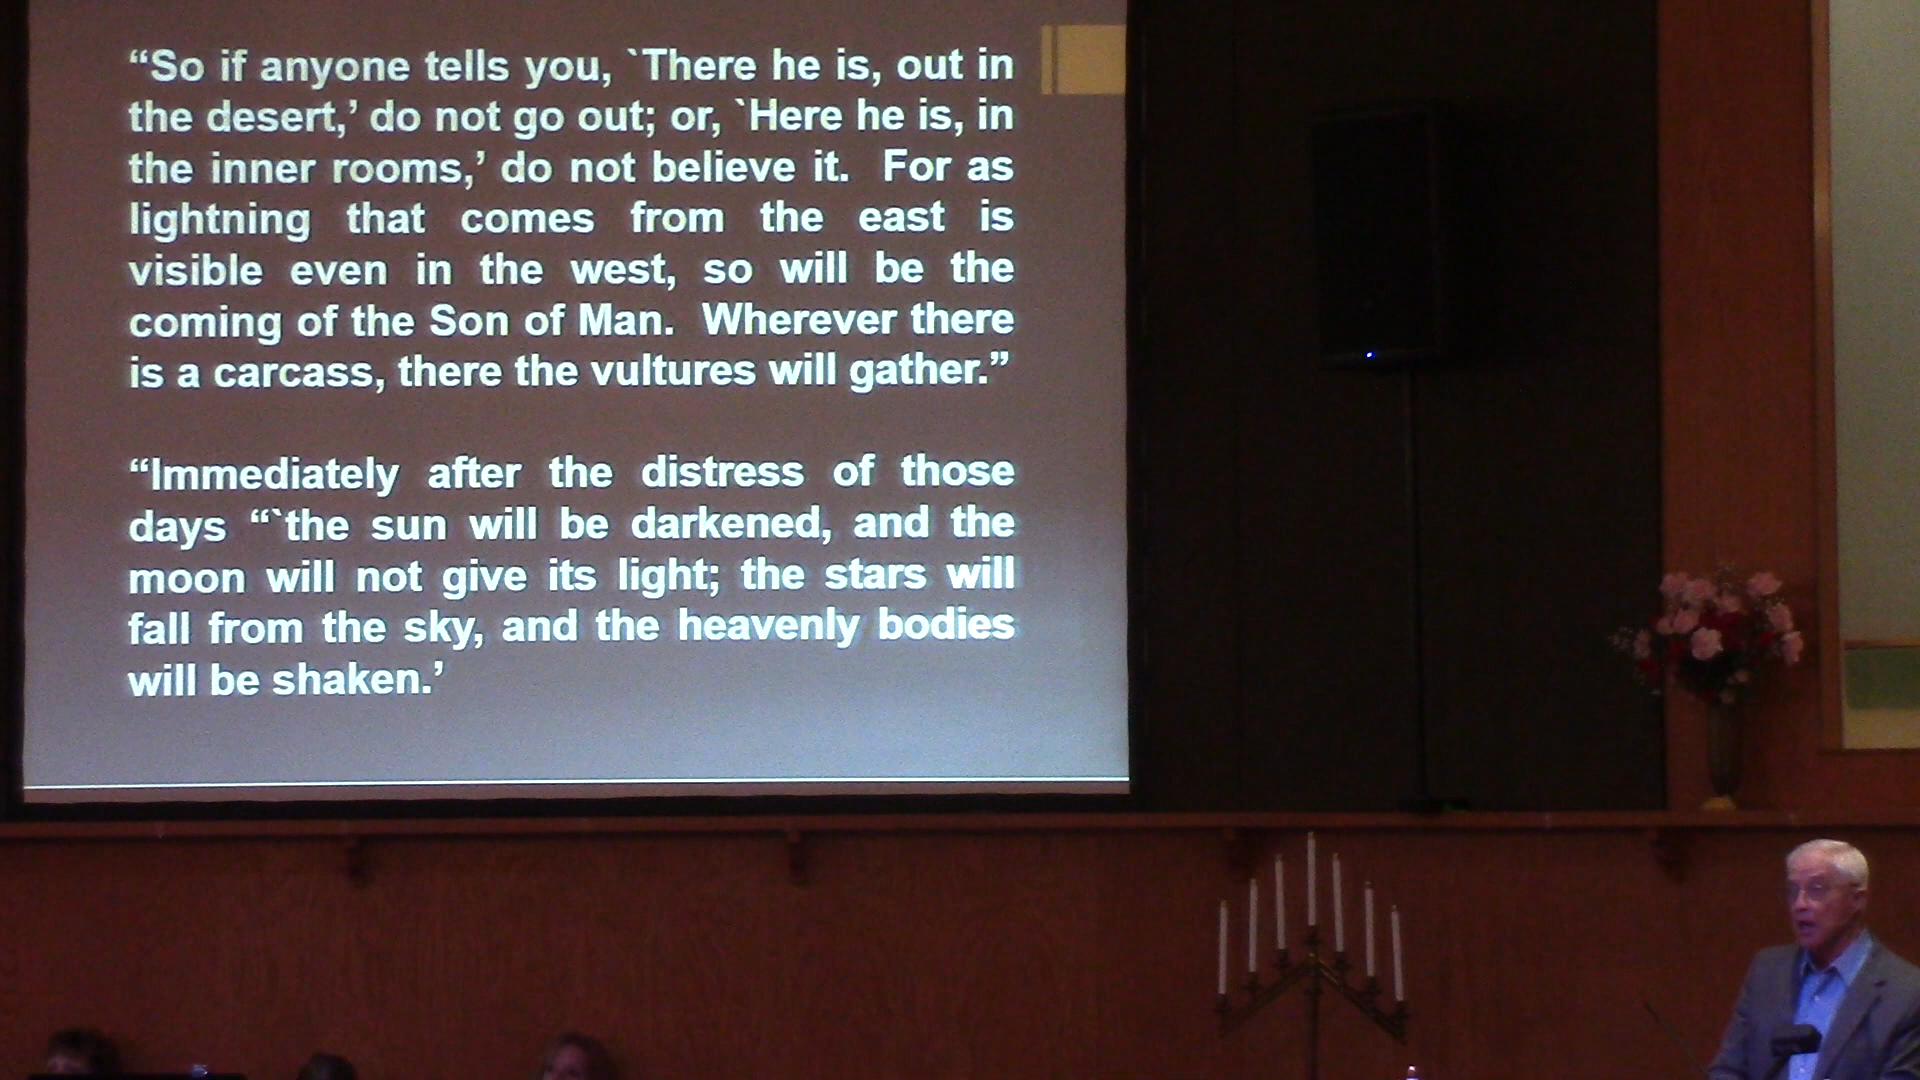 “So if anyone tells you, `There he is, out in
the desert,’ do not go out; or, `Here he is, in
the inner rooms,’ do not believe it.  For as
lightning that comes from the east is
visible even in the west, so will be the
coming of the Son of Man.  Wherever there
is a carcass, there the vultures will gather.”
“Immediately after the distress of those
days “`the sun will be darkened, and the
moon will not give its light; the stars will
fall from the sky, and the heavenly bodies
will be shaken.’